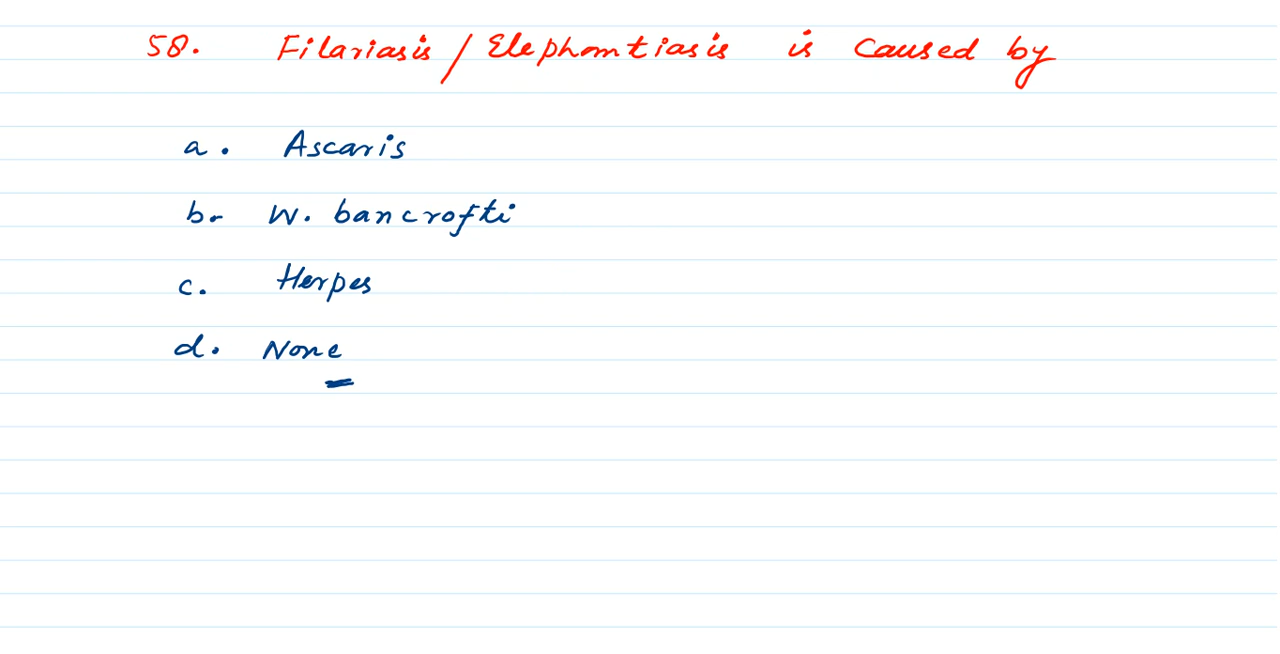 58. Filariasis / Elephantiasis is caused by
a. Ascaris
b. W. bancrofti
c. Herpes
d. None